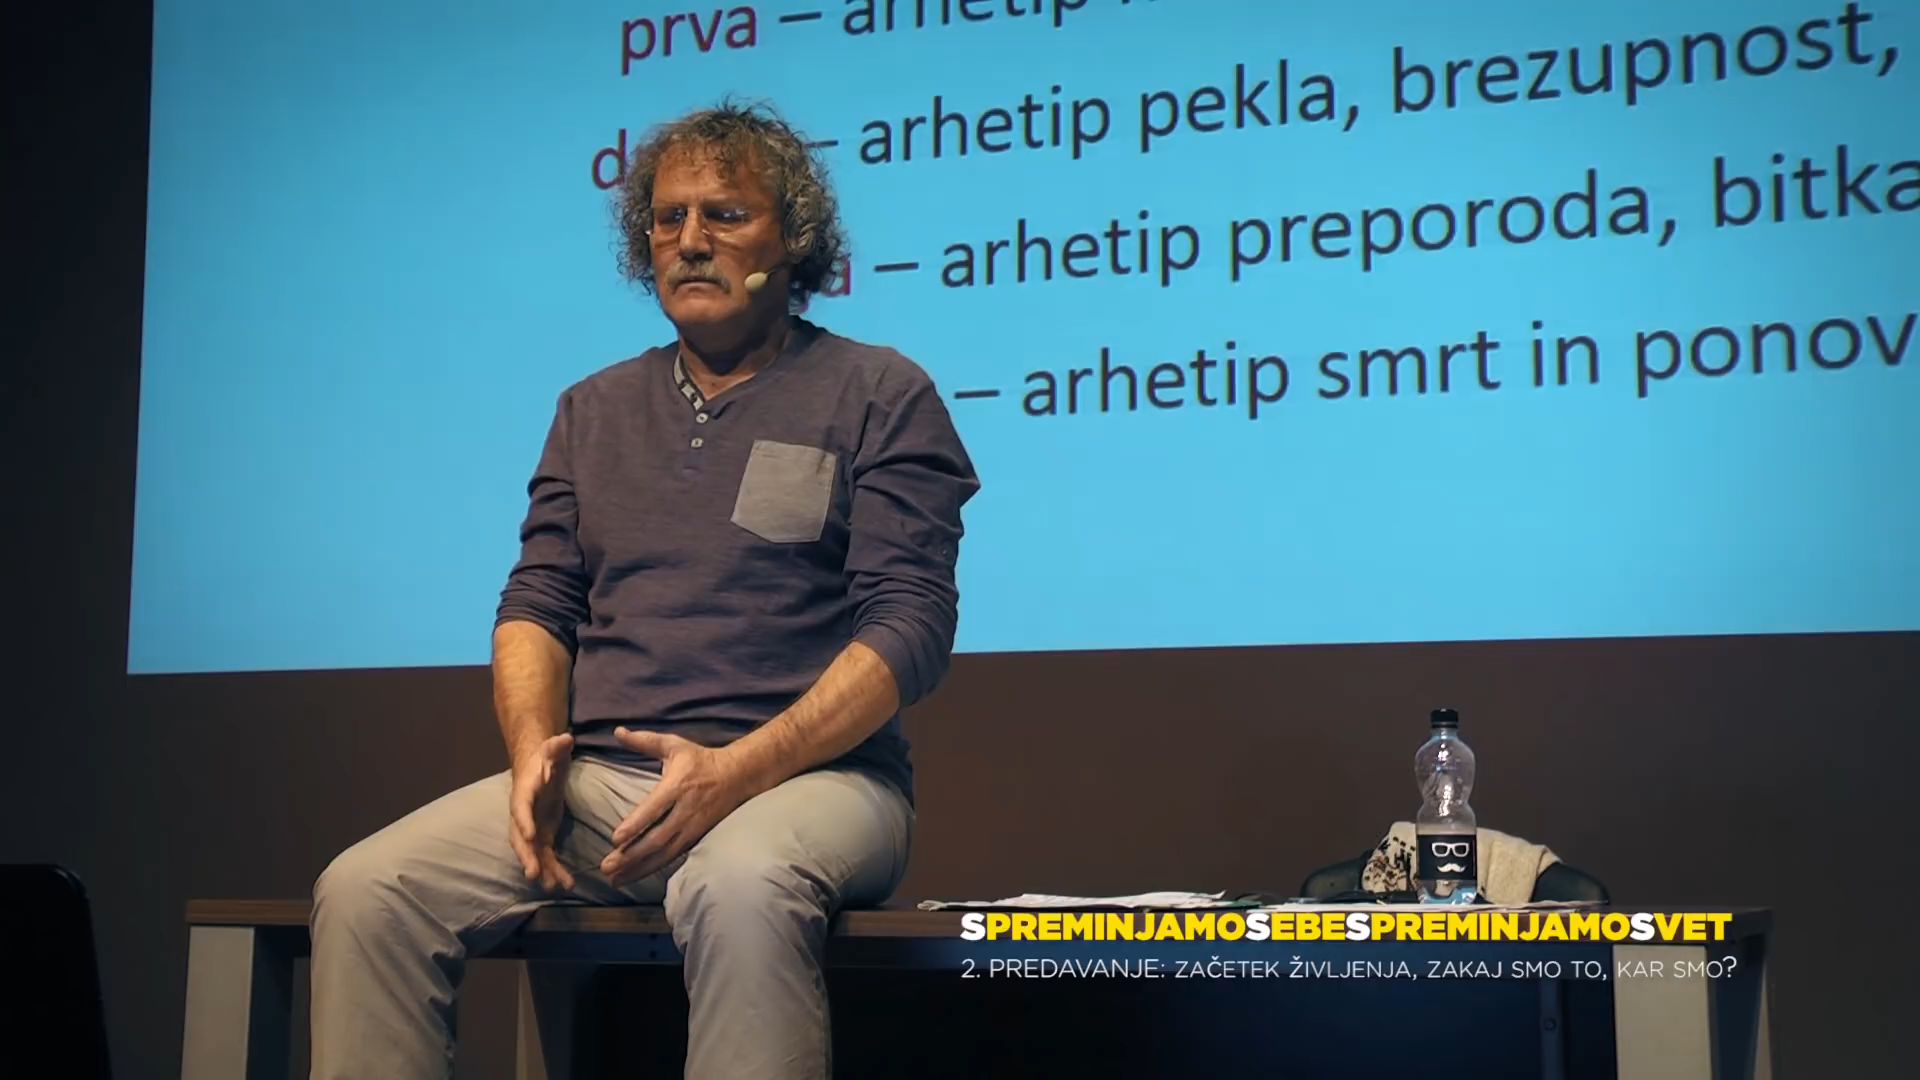 prva – arhetip
– arhetip pekla, brezupnost,
– arhetip preporoda, bitka
– arhetip smrt in ponov
SPREMINJAMOSEBESPREMINJAMOSVET
2. PREDAVANJE: ZAČETEK ŽIVLJENJA, ZAKAJ SMO TO, KAR SMO?